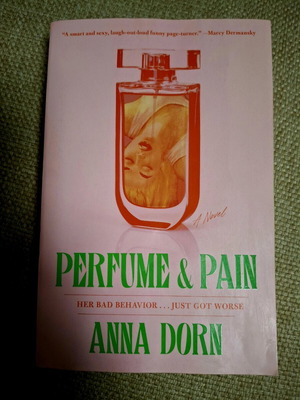 "A smart and sexy, laugh-out-loud funny page-turner." —Marcy Dermansky
A Novel
PERFUME & PAIN
HER BAD BEHAVIOR . . . JUST GOT WORSE
ANNA DORN